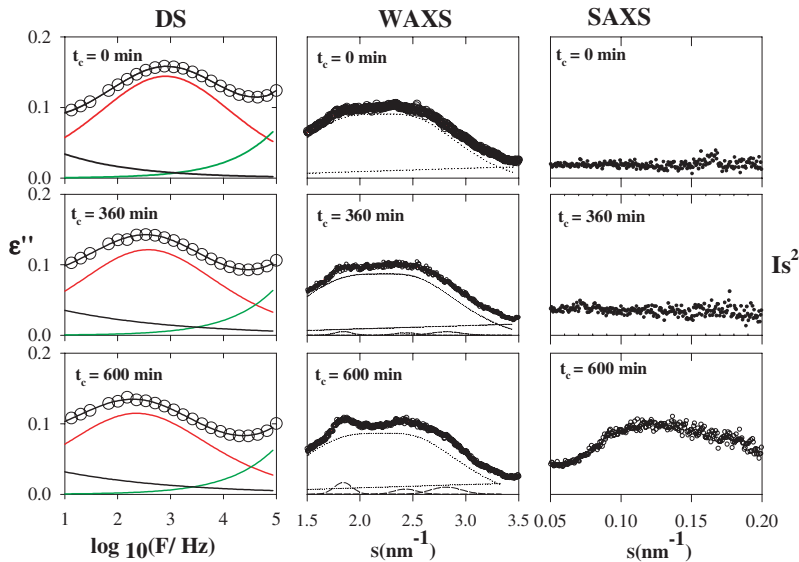 DS WAXS SAXS
0.2
t_c = 0 min
t_c = 0 min
t_c = 0 min
0.1
0.0
0.2
t_c = 360 min
t_c = 360 min
t_c = 360 min
ε''
0.1
Is^2
0.0
0.2
t_c = 600 min
t_c = 600 min
t_c = 600 min
0.1
0.0
1 2 3 4 5
1.5 2.0 2.5 3.0 3.5
0.05 0.10 0.15 0.20
log 10(F/ Hz)
s(nm^-1)
s(nm^-1)